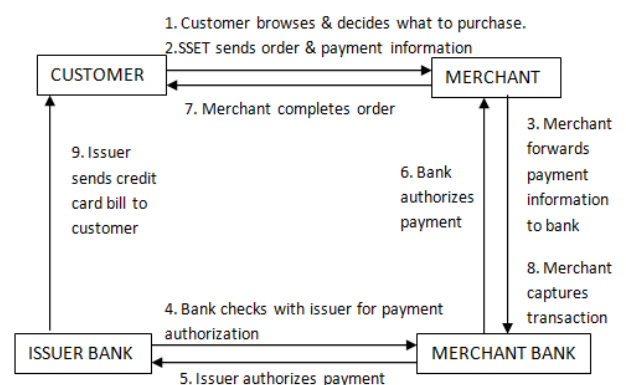 1. Customer browses & decides what to purchase.
2.SSET sends order & payment information
CUSTOMER
MERCHANT
7. Merchant completes order
3. Merchant
forwards
payment
information
to bank
9. Issuer
sends credit
card bill to
customer
6. Bank
authorizes
payment
8. Merchant
captures
transaction
4. Bank checks with issuer for payment
authorization
ISSUER BANK
MERCHANT BANK
5. Issuer authorizes payment